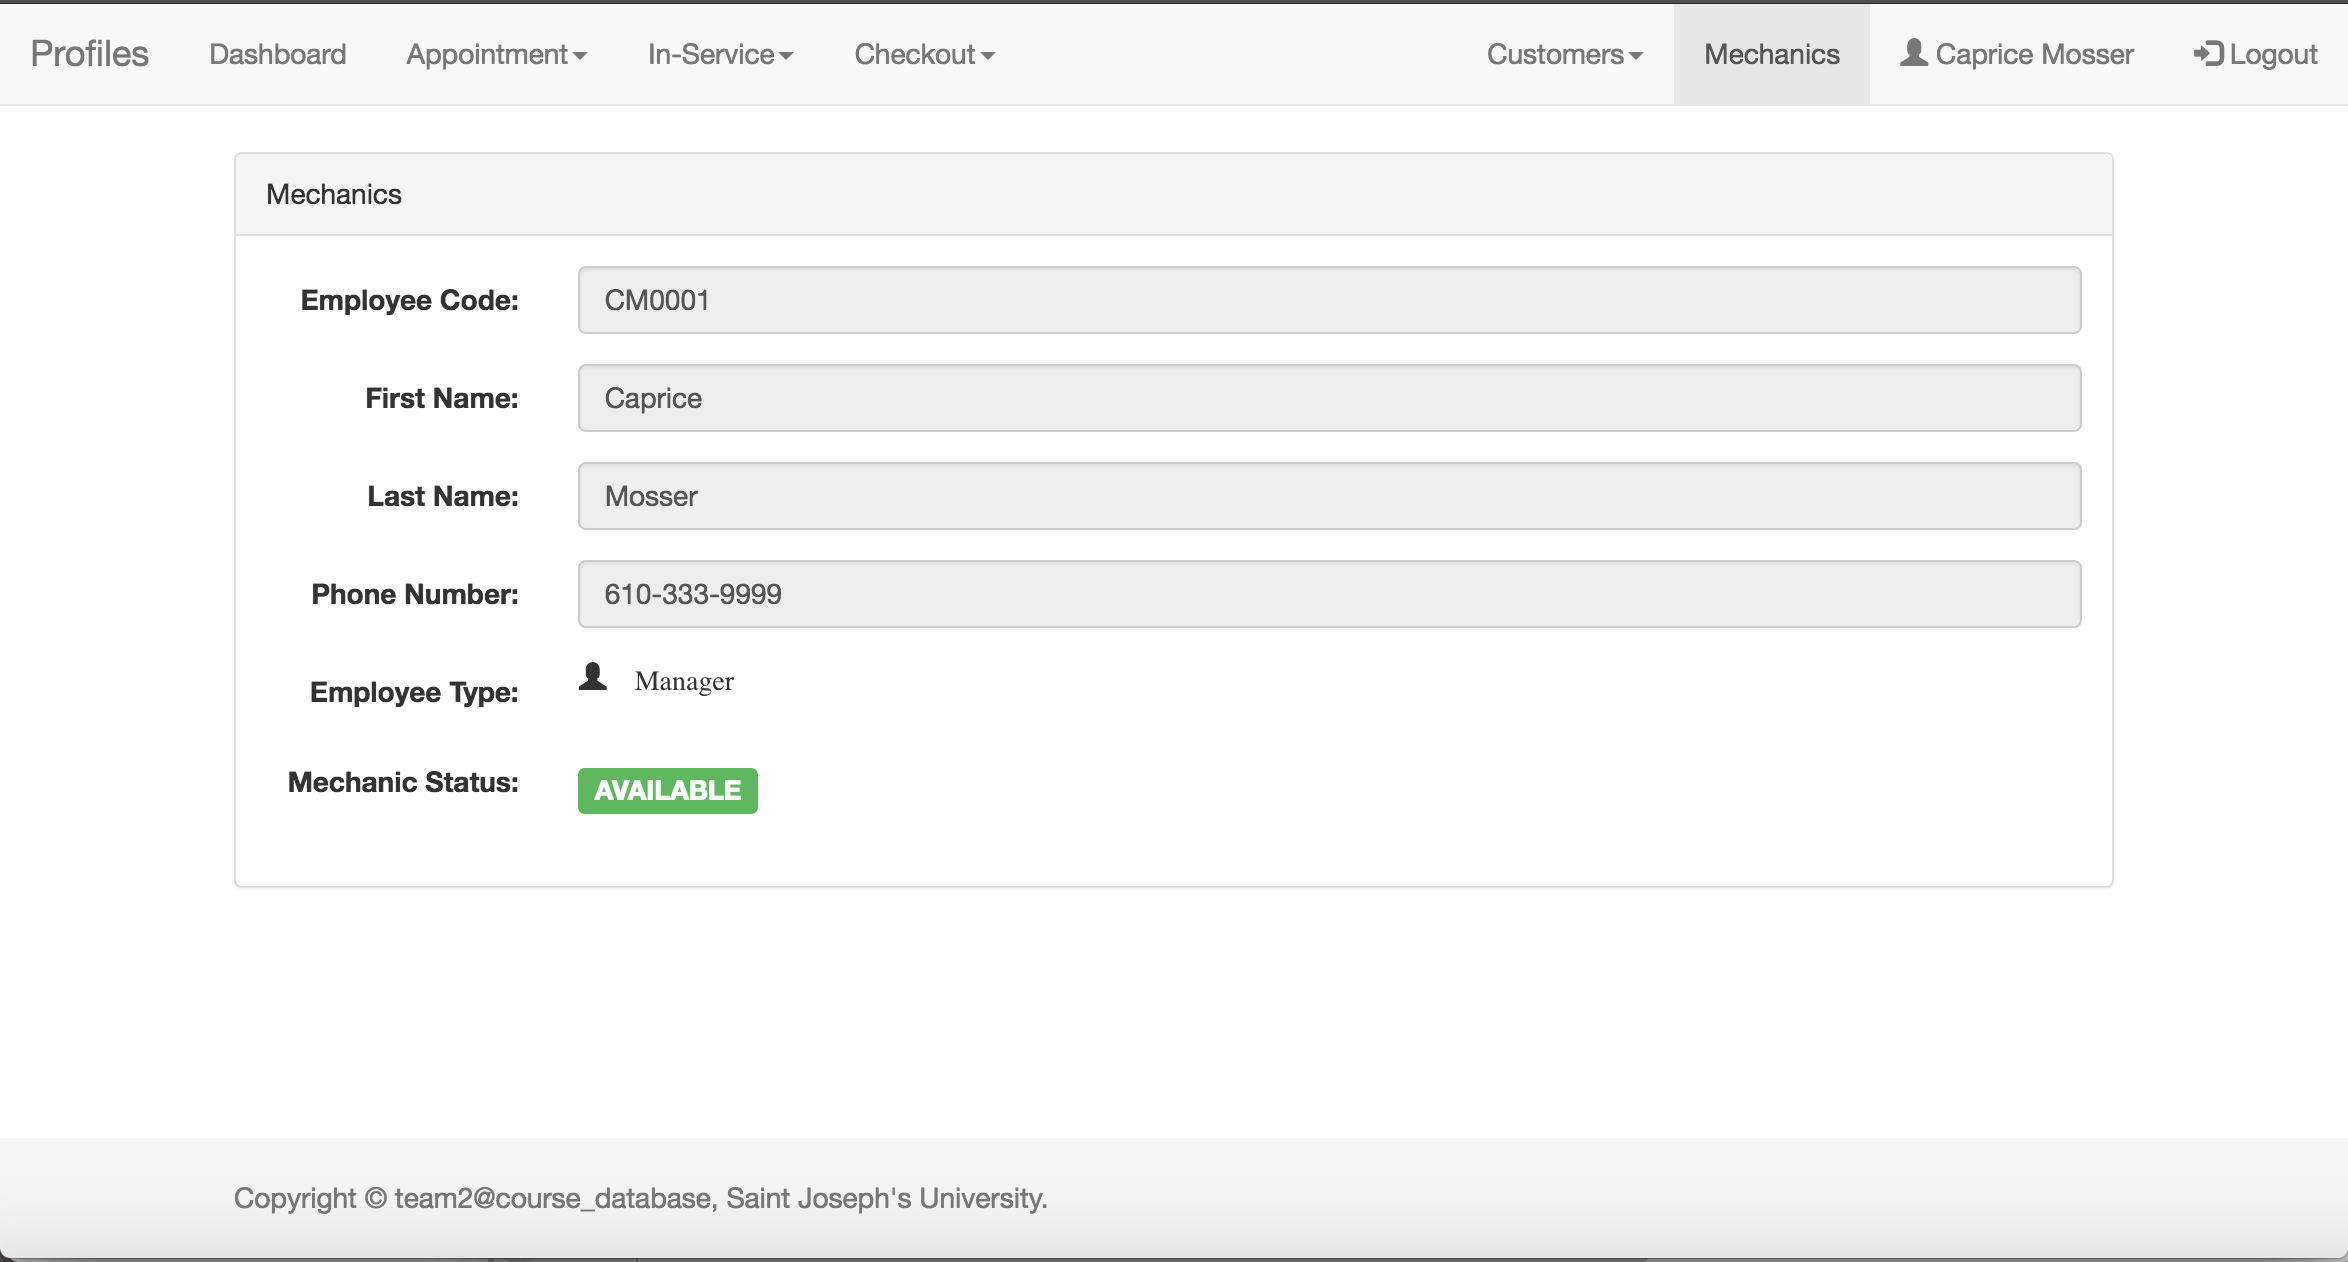 Profiles Dashboard Appointment In-Service Checkout Customers Mechanics Caprice Mosser Logout
Mechanics
Employee Code: CM0001
First Name: Caprice
Last Name: Mosser
Phone Number: 610-333-9999
Employee Type: Manager
Mechanic Status: AVAILABLE
Copyright © team2@course_database, Saint Joseph's University.